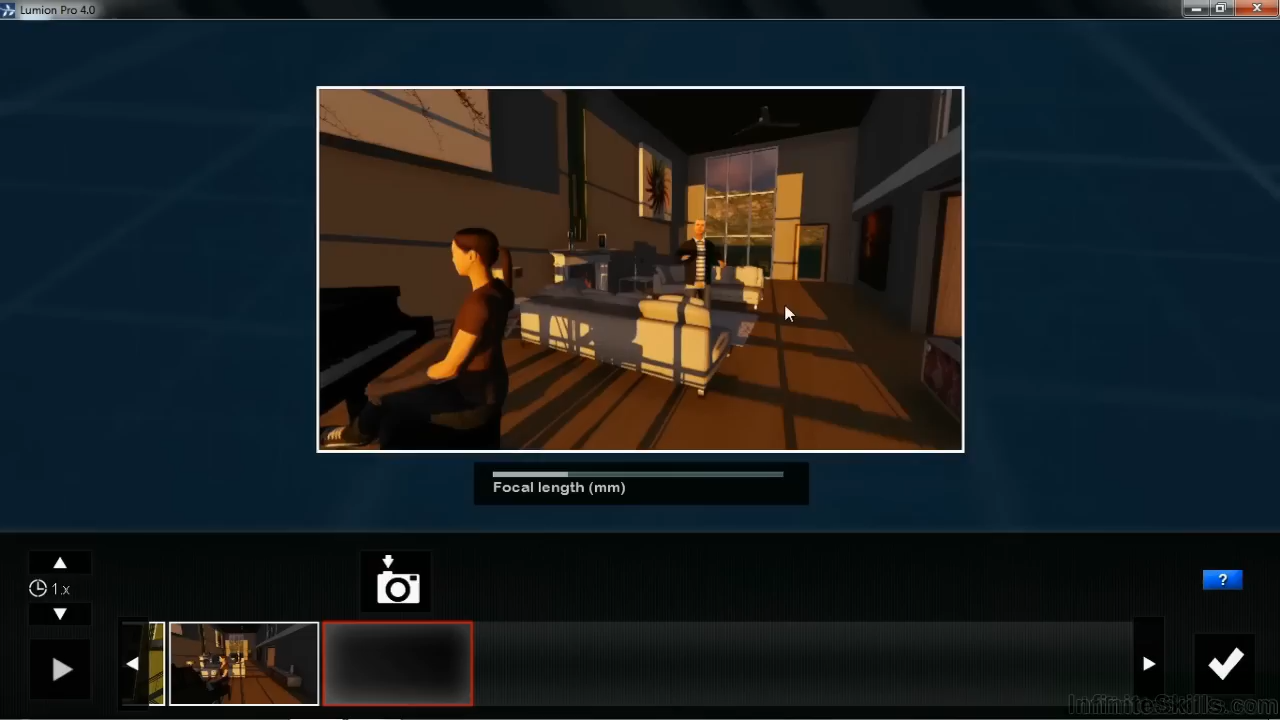 Lumion Pro 4.0
Focal length (mm)
1.x
?
InfiniteSkills.com